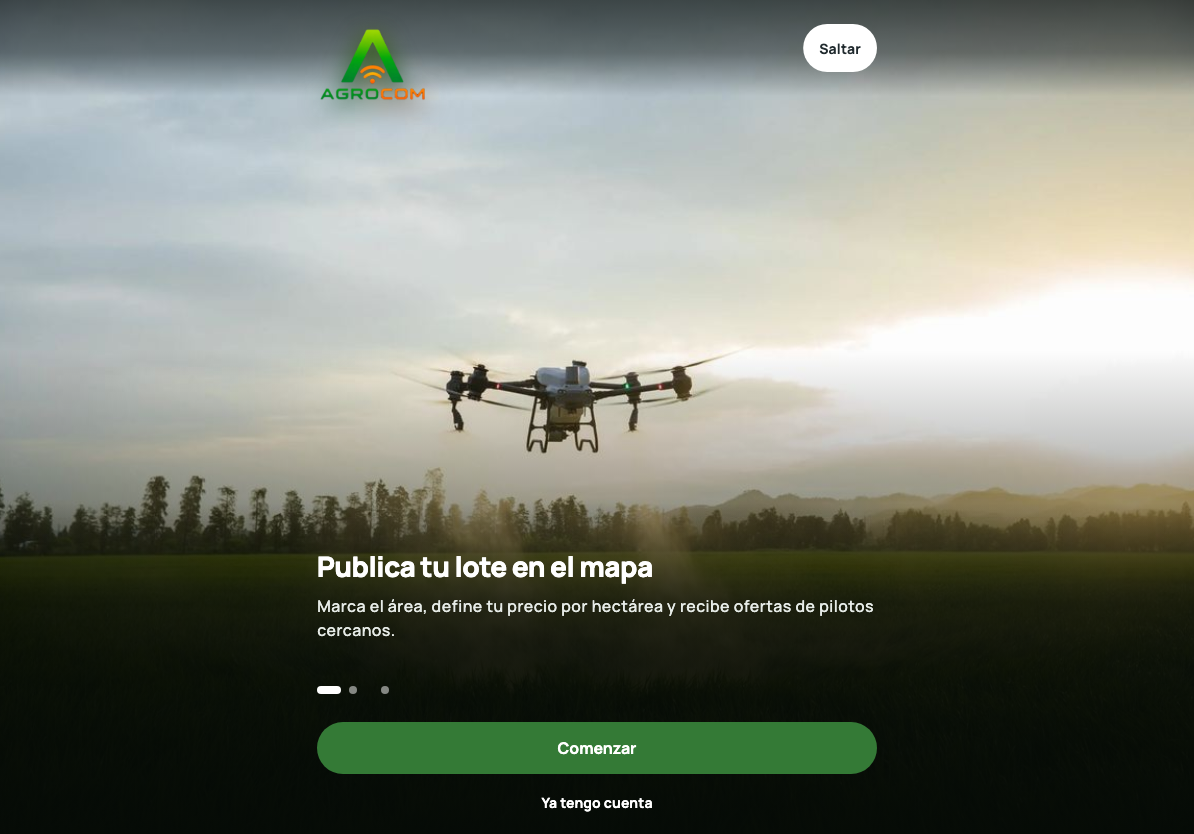 AGROCOM
Saltar
Publica tu lote en el mapa
Marca el área, define tu precio por hectárea y recibe ofertas de pilotos
cercanos.
Comenzar
Ya tengo cuenta